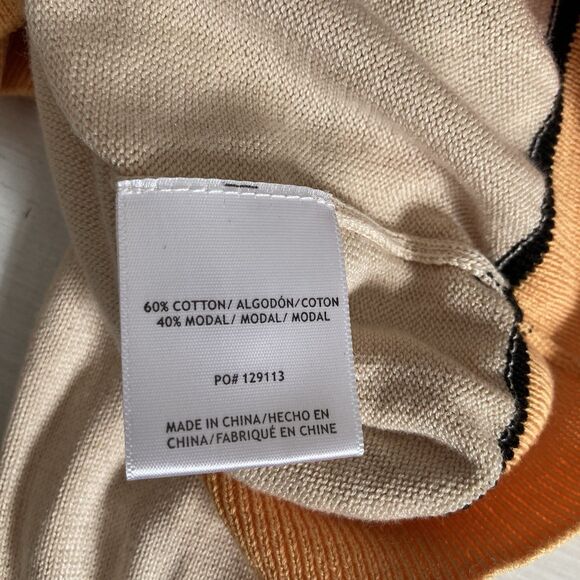 60% COTTON/ ALGODÓN/COTON
40% MODAL/ MODAL/ MODAL
PO# 129113
MADE IN CHINA/HECHO EN
CHINA/FABRIQUÉ EN CHINE